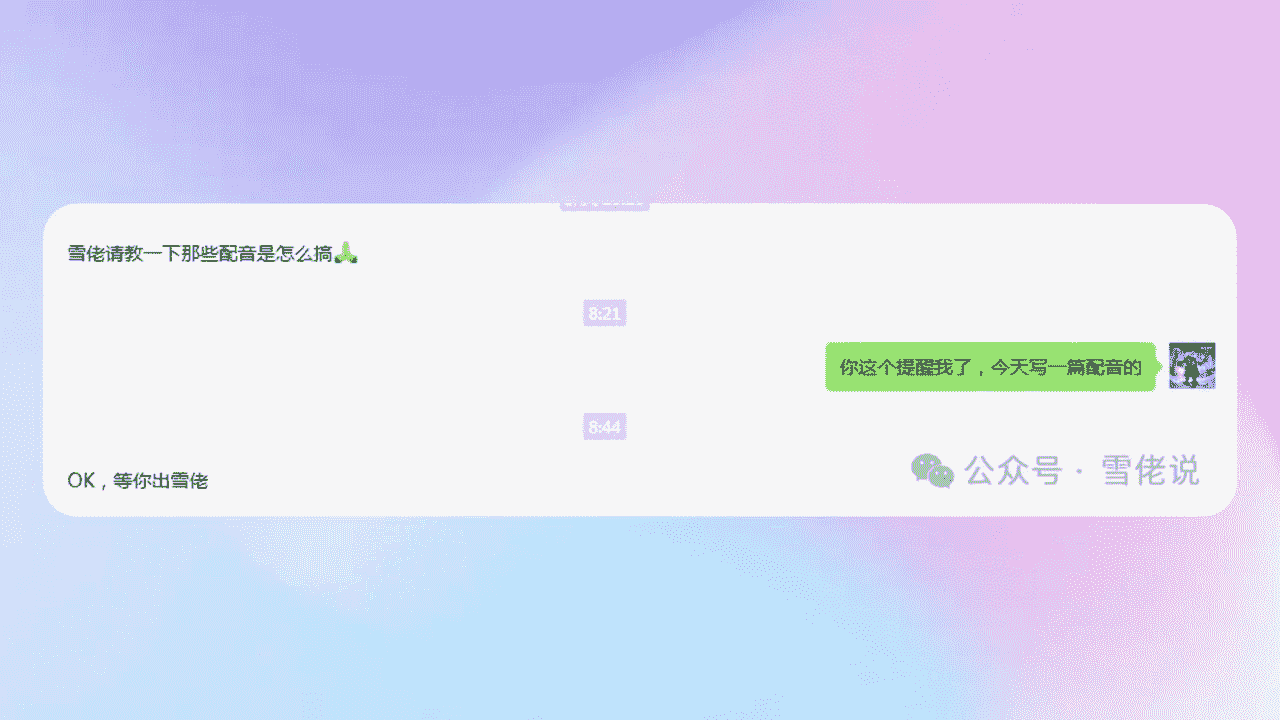 雪佬请教一下那些配音是怎么搞🙏
8:21
你这个提醒我了，今天写一篇配音的
8:44
OK，等你出雪佬
公众号 · 雪佬说